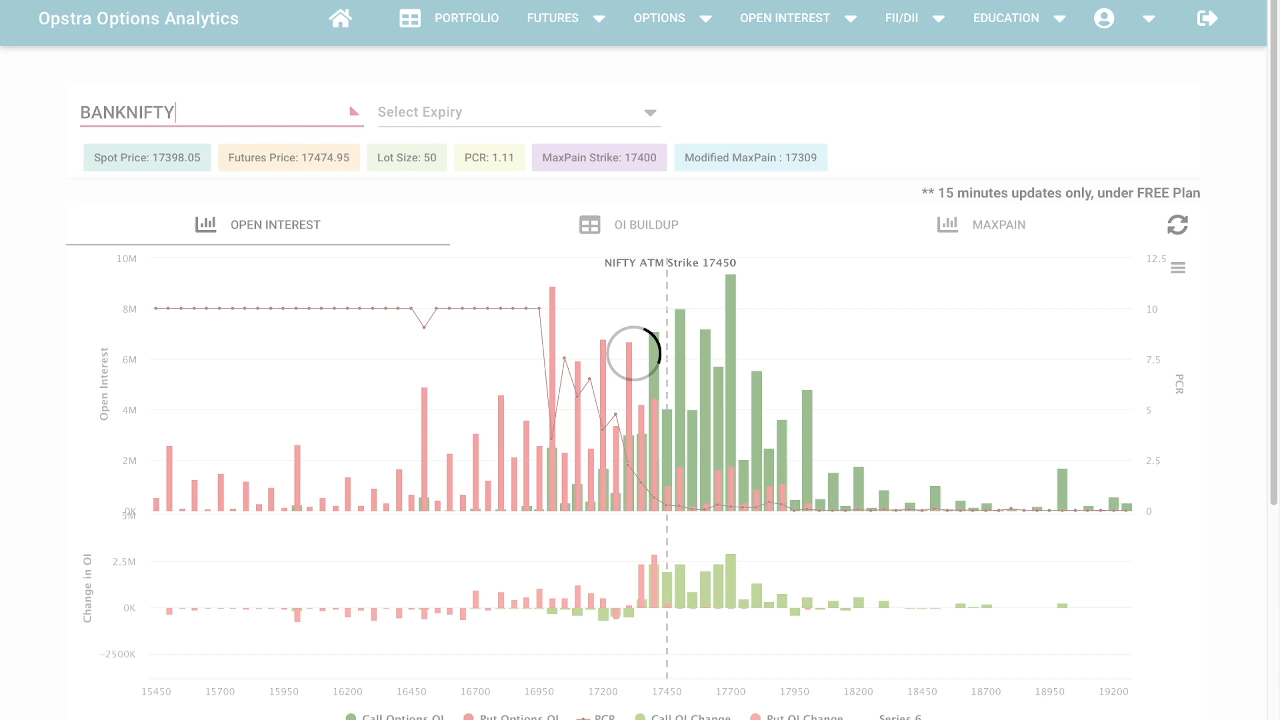 Opstra Options Analytics
PORTFOLIO
FUTURES
OPTIONS
OPEN INTEREST
FII/DII
EDUCATION
BANKNIFTY
Select Expiry
Spot Price: 17398.05
Futures Price: 17474.95
Lot Size: 50
PCR: 1.11
MaxPain Strike: 17400
Modified MaxPain : 17309
** 15 minutes updates only, under FREE Plan
OPEN INTEREST
OI BUILDUP
MAXPAIN
NIFTY ATM Strike 17450
10M
8M
6M
4M
2M
0K
Open Interest
12.5
10
7.5
5
2.5
0
PCR
5M
2.5M
0K
−2500K
Change in OI
15450 15700 15950 16200 16450 16700 16950 17200 17450 17700 17950 18200 18450 18700 18950 19200
Call Options OI
Put Options OI
PCR
Call OI Change
Put OI Change
Series 6